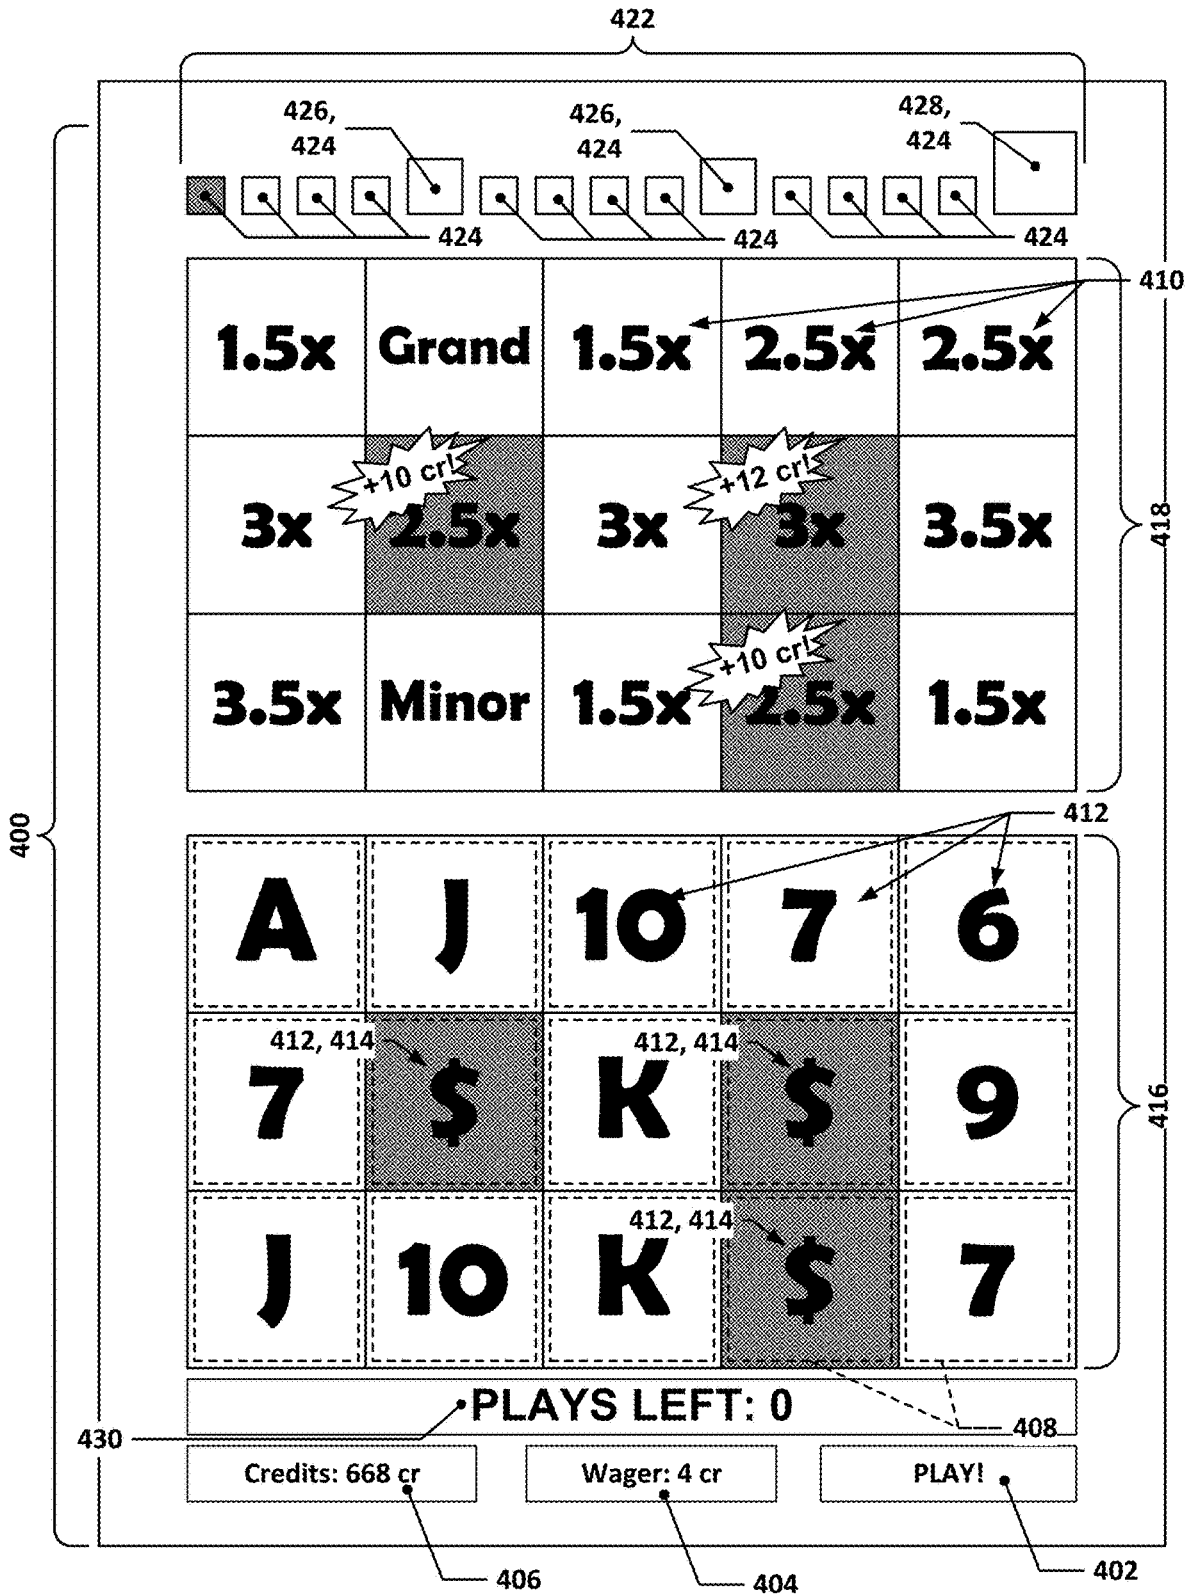 422
426,
424
426,
424
428,
424
424
424
424
410
1.5x Grand 1.5x 2.5x 2.5x
+10 cr! +12 cr!
3x 2.5x 3x 3x 3.5x
418
+10 cr!
3.5x Minor 1.5x 2.5x 1.5x
400
412
A J 10 7 6
412, 414 412, 414
7 $ K $ 9
416
412, 414
J 10 K $ 7
PLAYS LEFT: 0
408
430
Credits: 668 cr Wager: 4 cr PLAY!
406 404 402